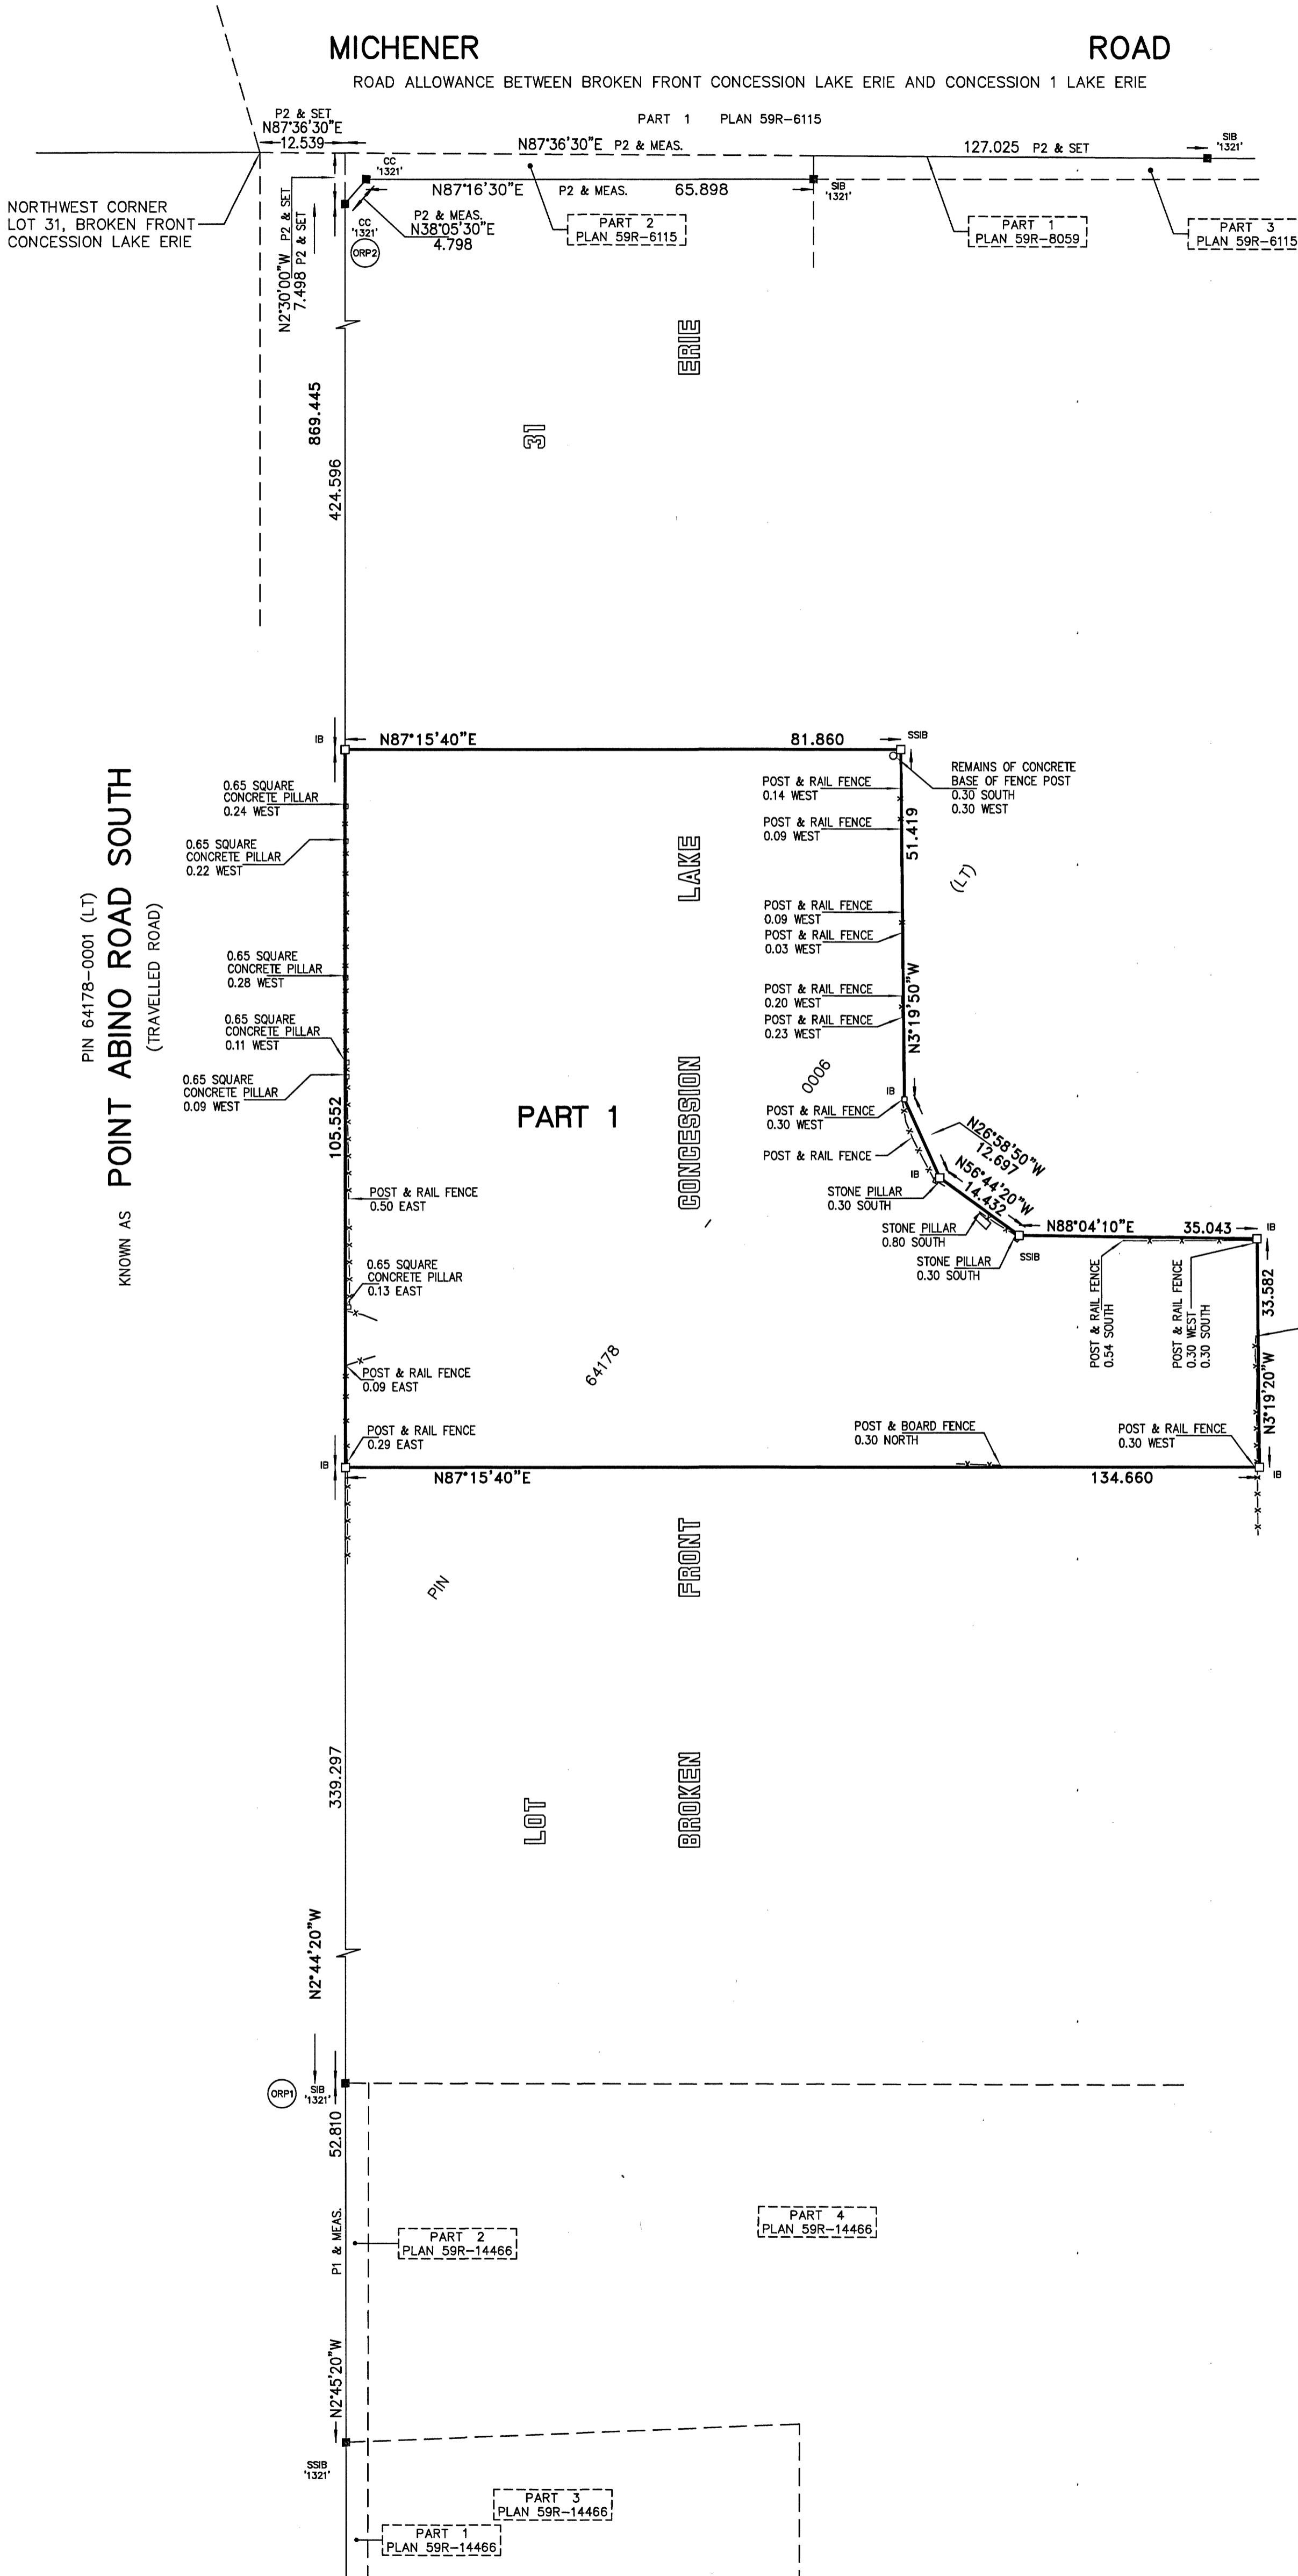 MICHENER ROAD
ROAD ALLOWANCE BETWEEN BROKEN FRONT CONCESSION LAKE ERIE AND CONCESSION 1 LAKE ERIE
P2 & SET
N87°36'30"E
12.539
PART 1 PLAN 59R-6115
N87°36'30"E P2 & MEAS.
127.025 P2 & SET
SIB
'1321'
CC
'1321'
N87°16'30"E P2 & MEAS. 65.898
SIB
'1321'
NORTHWEST CORNER
LOT 31, BROKEN FRONT
CONCESSION LAKE ERIE
N2°30'00"W P2 & SET
7.498 P2 & SET
CC
'1321'
ORP2
P2 & MEAS.
N38°05'30"E
4.798
PART 2
PLAN 59R-6115
PART 1
PLAN 59R-8059
PART 3
PLAN 59R-6115
ERIE
31
869.445
424.596
IB
N87°15'40"E
81.860
SSIB
REMAINS OF CONCRETE
BASE OF FENCE POST
0.30 SOUTH
0.30 WEST
0.65 SQUARE
CONCRETE PILLAR
0.24 WEST
POST & RAIL FENCE
0.14 WEST
POST & RAIL FENCE
0.09 WEST
51.419
0.65 SQUARE
CONCRETE PILLAR
0.22 WEST
LAKE
(LT)
PIN 64178-0001 (LT)
KNOWN AS POINT ABINO ROAD SOUTH
(TRAVELLED ROAD)
POST & RAIL FENCE
0.09 WEST
POST & RAIL FENCE
0.03 WEST
0.65 SQUARE
CONCRETE PILLAR
0.28 WEST
POST & RAIL FENCE
0.20 WEST
POST & RAIL FENCE
0.23 WEST
N3°19'50"W
0.65 SQUARE
CONCRETE PILLAR
0.11 WEST
0.65 SQUARE
CONCRETE PILLAR
0.09 WEST
0006
IB
105.552
PART 1
CONCESSION
POST & RAIL FENCE
0.30 WEST
POST & RAIL FENCE
N26°58'50"W
12.697
N56°44'20"W
14.432
IB
STONE PILLAR
0.30 SOUTH
POST & RAIL FENCE
0.50 EAST
STONE PILLAR
0.80 SOUTH
N88°04'10"E
35.043
IB
STONE PILLAR
0.30 SOUTH
SSIB
0.65 SQUARE
CONCRETE PILLAR
0.13 EAST
POST & RAIL FENCE
0.54 SOUTH
POST & RAIL FENCE
0.30 WEST
0.30 SOUTH
33.582
N3°19'20"W
POST & RAIL FENCE
0.09 EAST
64178
POST & RAIL FENCE
0.29 EAST
POST & BOARD FENCE
0.30 NORTH
POST & RAIL FENCE
0.30 WEST
IB
N87°15'40"E
134.660
IB
FRONT
PIN
339.297
LOT
BROKEN
N2°44'20"W
ORP1
SIB
'1321'
52.810
P1 & MEAS.
N2°45'20"W
PART 2
PLAN 59R-14466
PART 4
PLAN 59R-14466
SSIB
'1321'
PART 3
PLAN 59R-14466
PART 1
PLAN 59R-14466